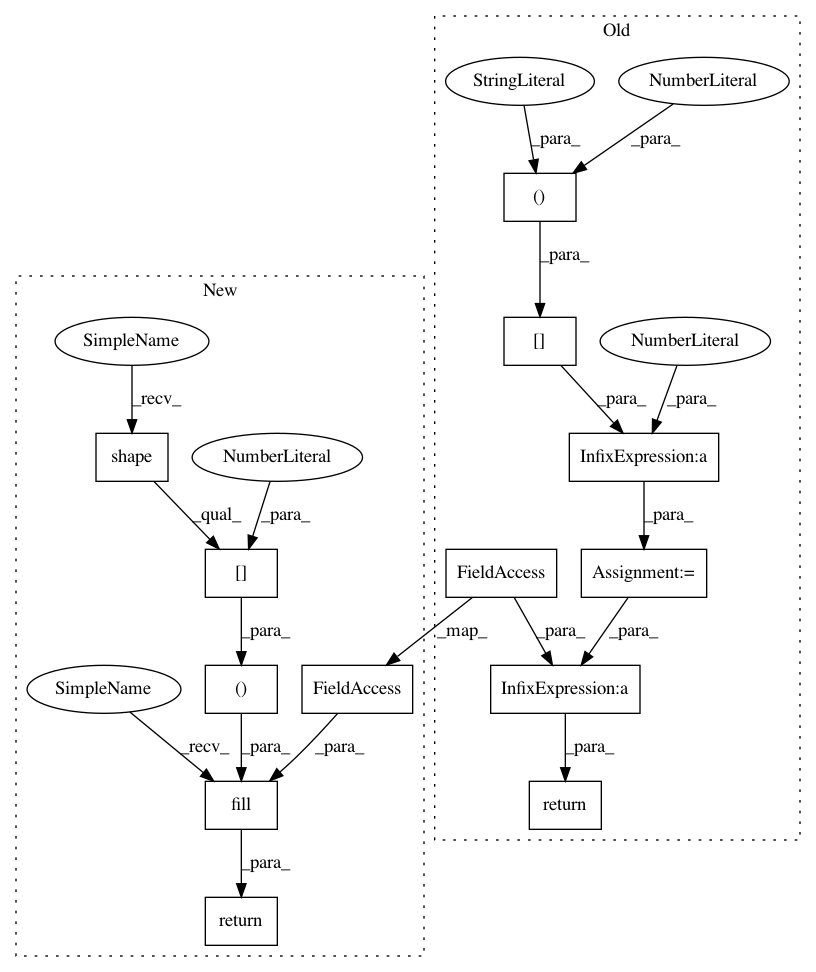 Old
StringLiteral
NumberLiteral
_para_
_para_
()
_para_
New
SimpleName
[]
NumberLiteral
_recv_
_para_
_para_
shape
NumberLiteral
InfixExpression:a
_qual_
_para_
_para_
[]
FieldAccess
Assignment:=
_para_
_map_
_para_
_para_
SimpleName
()
FieldAccess
InfixExpression:a
_recv_
_para_
_para_
_para_
fill
return
_para_
return